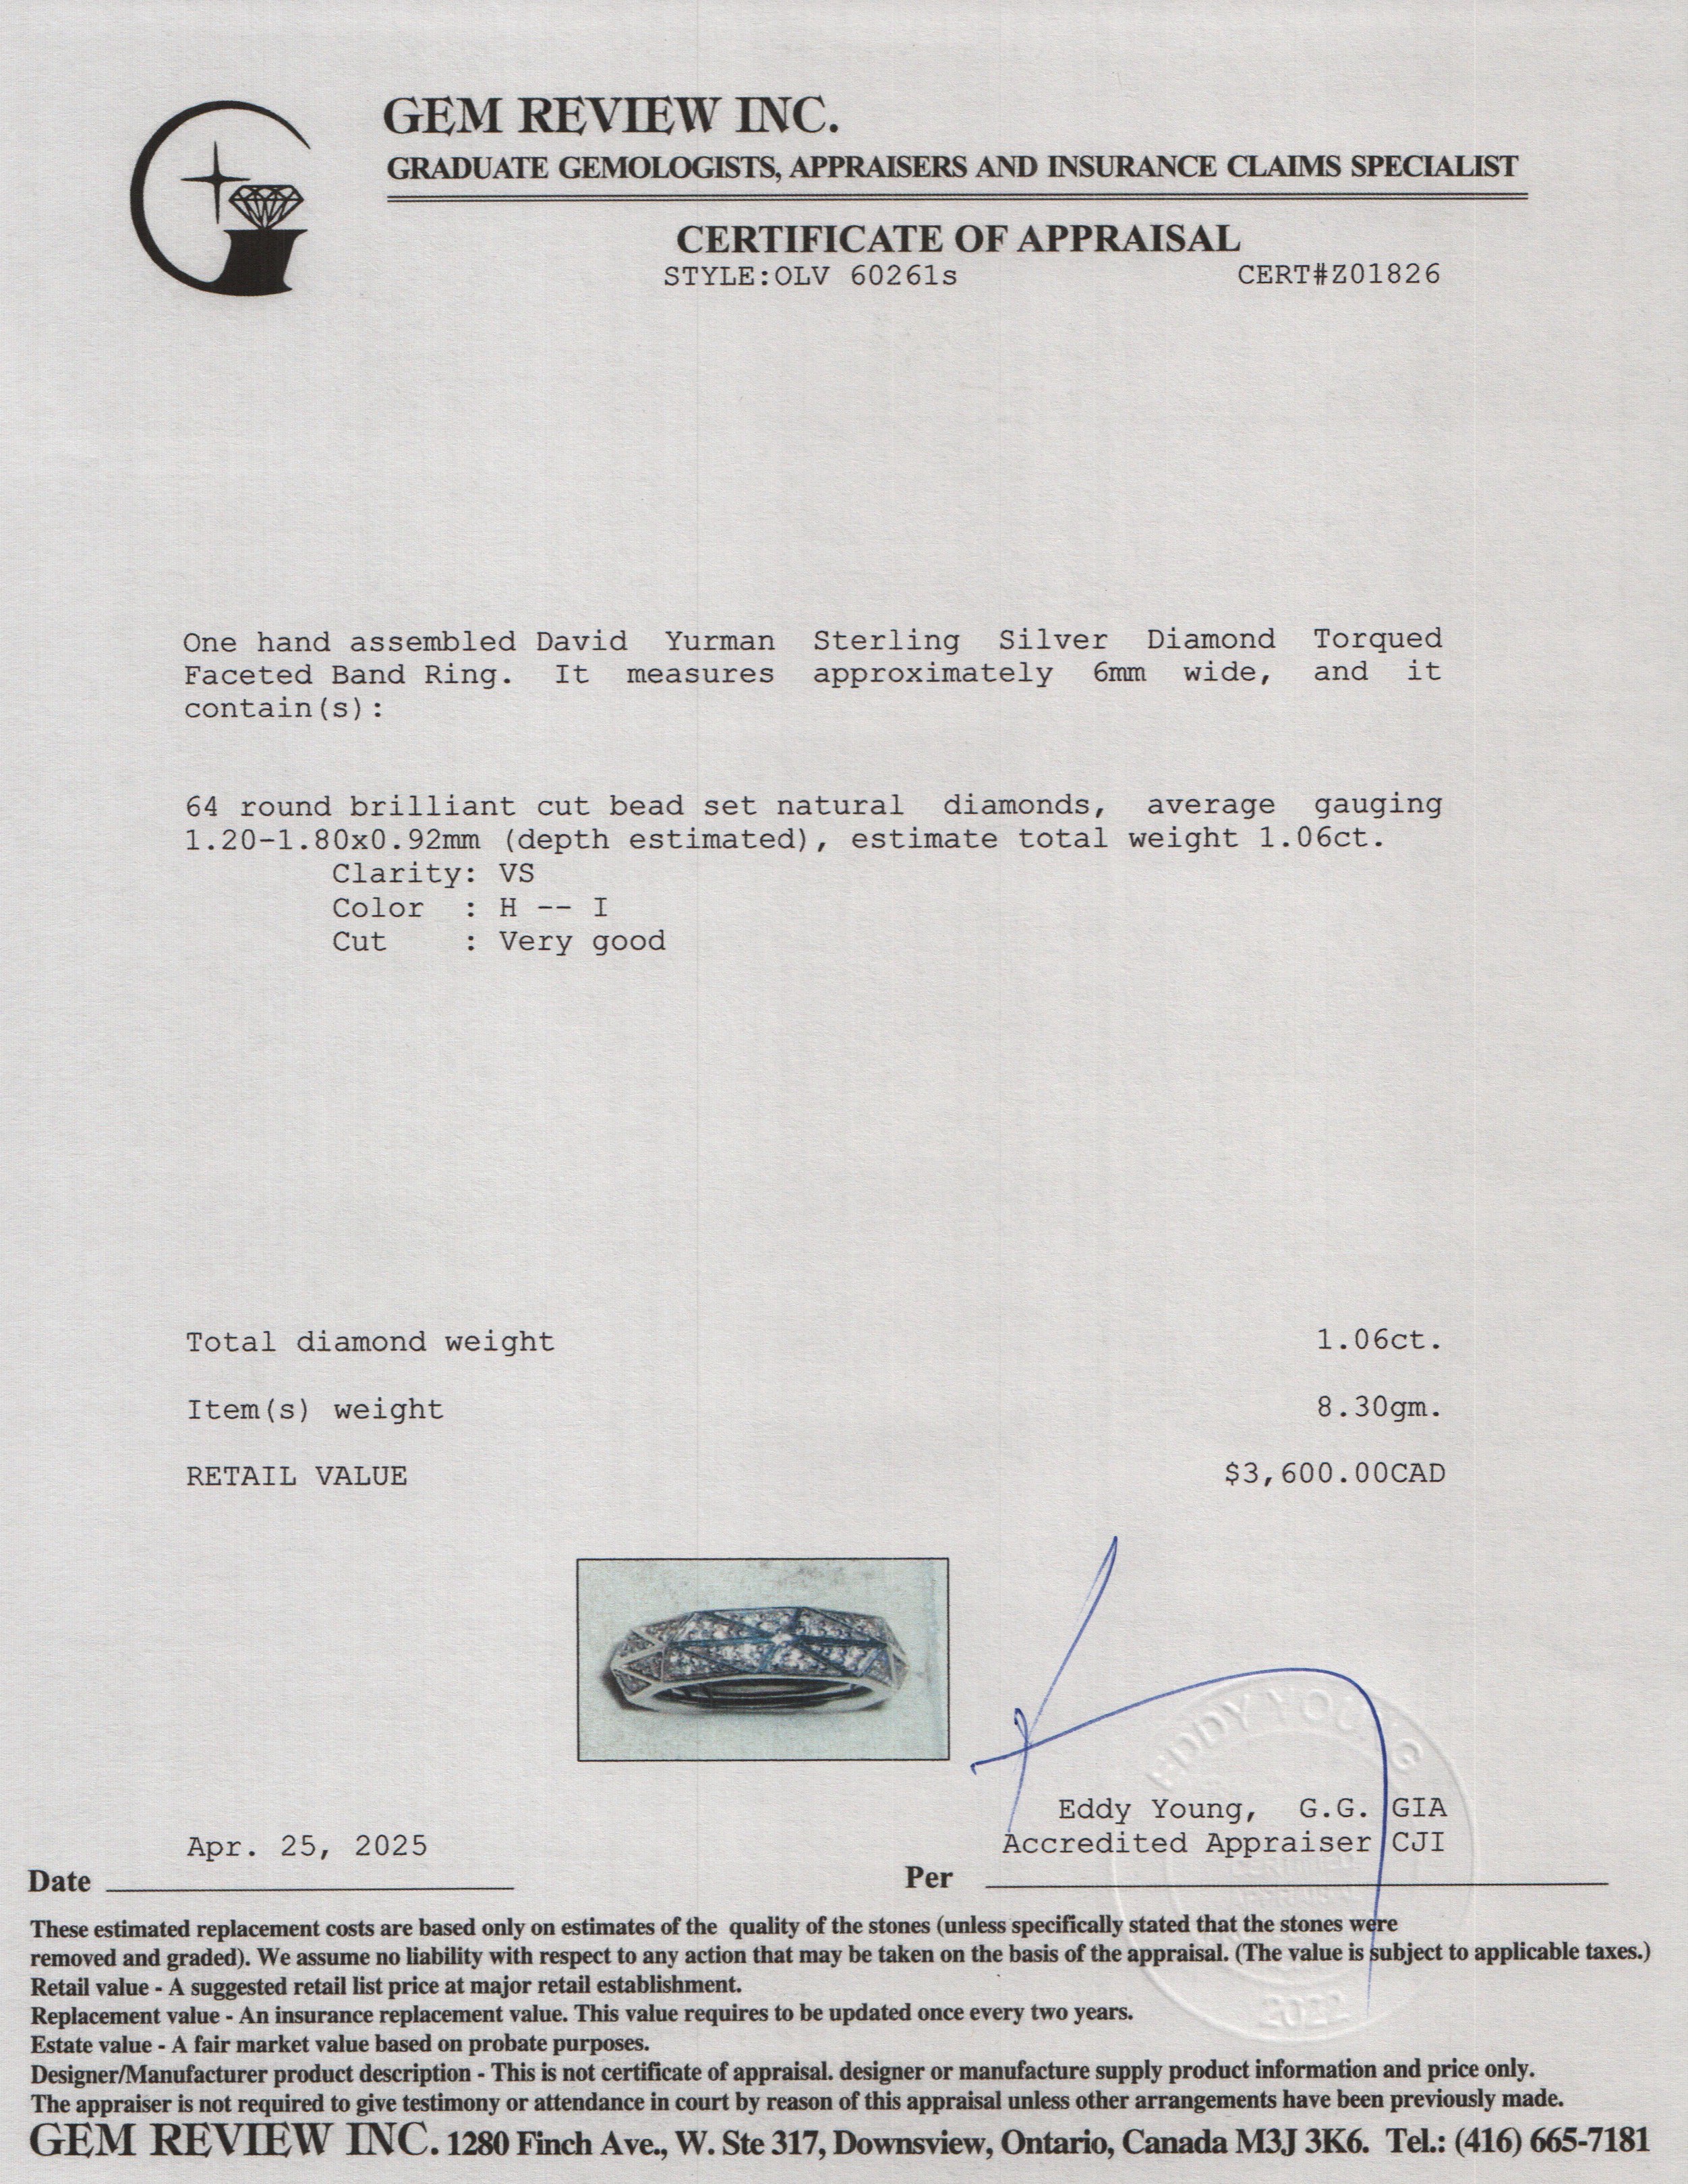 GEM REVIEW INC.
GRADUATE GEMOLOGISTS, APPRAISERS AND INSURANCE CLAIMS SPECIALIST
CERTIFICATE OF APPRAISAL
STYLE:OLV 60261s CERT#Z01826
One hand assembled David Yurman Sterling Silver Diamond Torqued
Faceted Band Ring. It measures approximately 6mm wide, and it
contain(s):
64 round brilliant cut bead set natural diamonds, average gauging
1.20-1.80x0.92mm (depth estimated), estimate total weight 1.06ct.
Clarity: VS
Color : H -- I
Cut : Very good
Total diamond weight 1.06ct.
Item(s) weight 8.30gm.
RETAIL VALUE $3,600.00CAD
EDDY YOUNG
Eddy Young, G.G. GIA
Apr. 25, 2025 Accredited Appraiser CJI
Date Per
These estimated replacement costs are based only on estimates of the quality of the stones (unless specifically stated that the stones were
removed and graded). We assume no liability with respect to any action that may be taken on the basis of the appraisal. (The value is subject to applicable taxes.)
Retail value - A suggested retail list price at major retail establishment.
Replacement value - An insurance replacement value. This value requires to be updated once every two years.
2022
Estate value - A fair market value based on probate purposes.
Designer/Manufacturer product description - This is not certificate of appraisal. designer or manufacture supply product information and price only.
The appraiser is not required to give testimony or attendance in court by reason of this appraisal unless other arrangements have been previously made.
GEM REVIEW INC. 1280 Finch Ave., W. Ste 317, Downsview, Ontario, Canada M3J 3K6. Tel.: (416) 665-7181